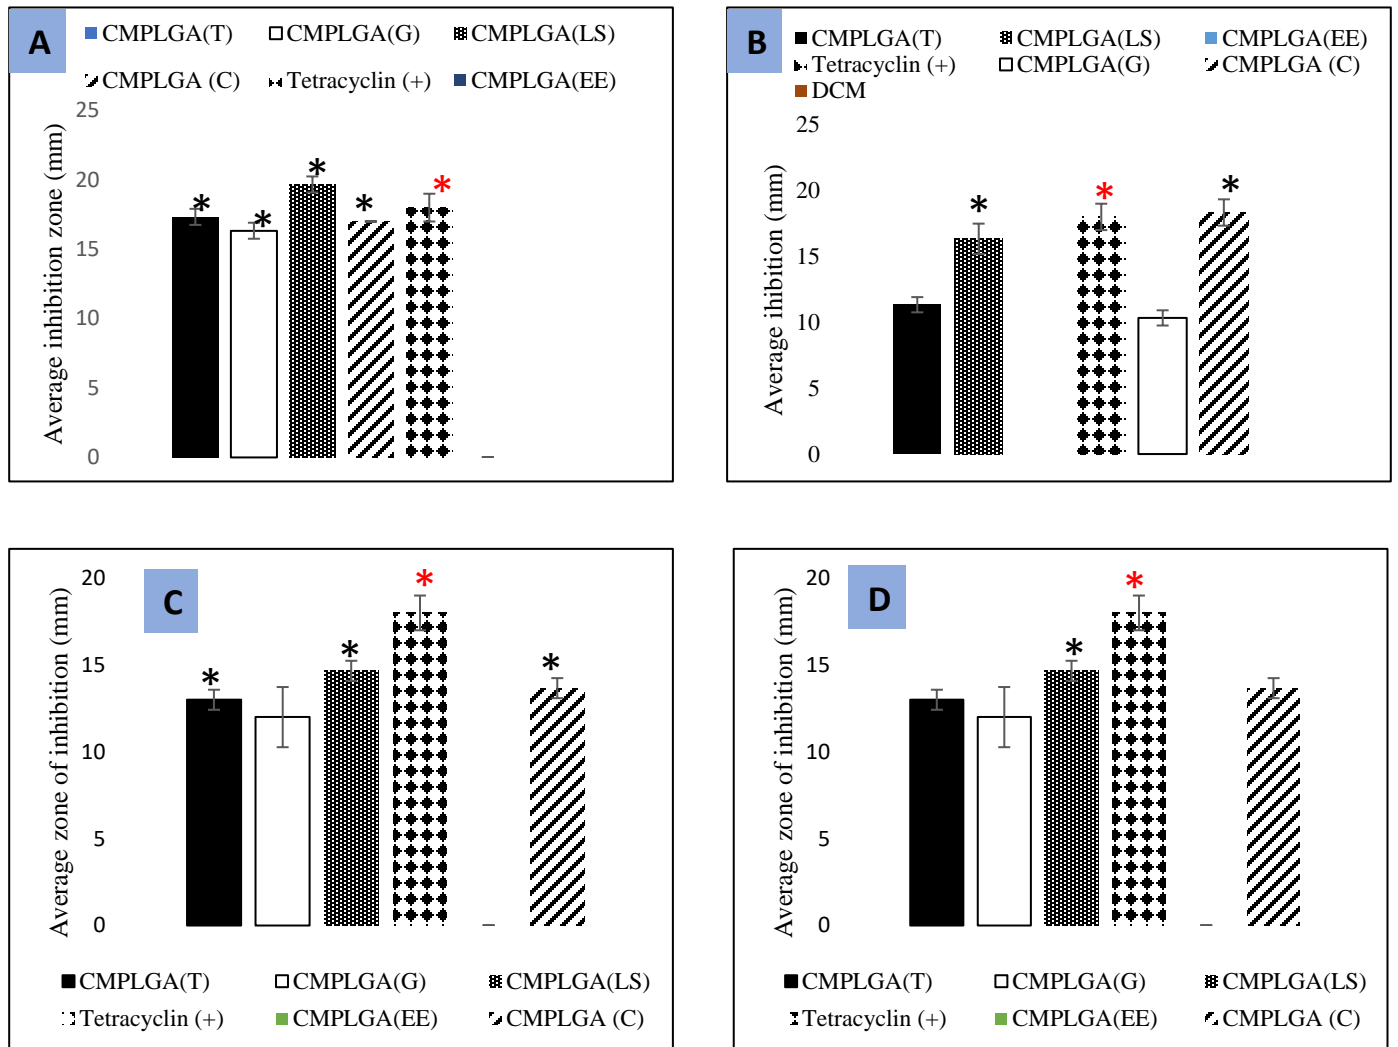 A
CMPLGA(T) CMPLGA(G) CMPLGA(LS)
CMPLGA (C) Tetracyclin (+) CMPLGA(EE)
Average inhibition zone (mm)
25
20
15
10
5
0
* * * * *
B
CMPLGA(T) CMPLGA(LS) CMPLGA(EE)
Tetracyclin (+) CMPLGA(G) CMPLGA (C)
DCM
Average ihibition (mm)
25
20
15
10
5
0
* * *
C
Average zone of inhibition (mm)
20
15
10
5
0
* * * *
CMPLGA(T) CMPLGA(G) CMPLGA(LS)
Tetracyclin (+) CMPLGA(EE) CMPLGA (C)
D
Average zone of inhibition (mm)
20
15
10
5
0
* *
CMPLGA(T) CMPLGA(G) CMPLGA(LS)
Tetracyclin (+) CMPLGA(EE) CMPLGA (C)